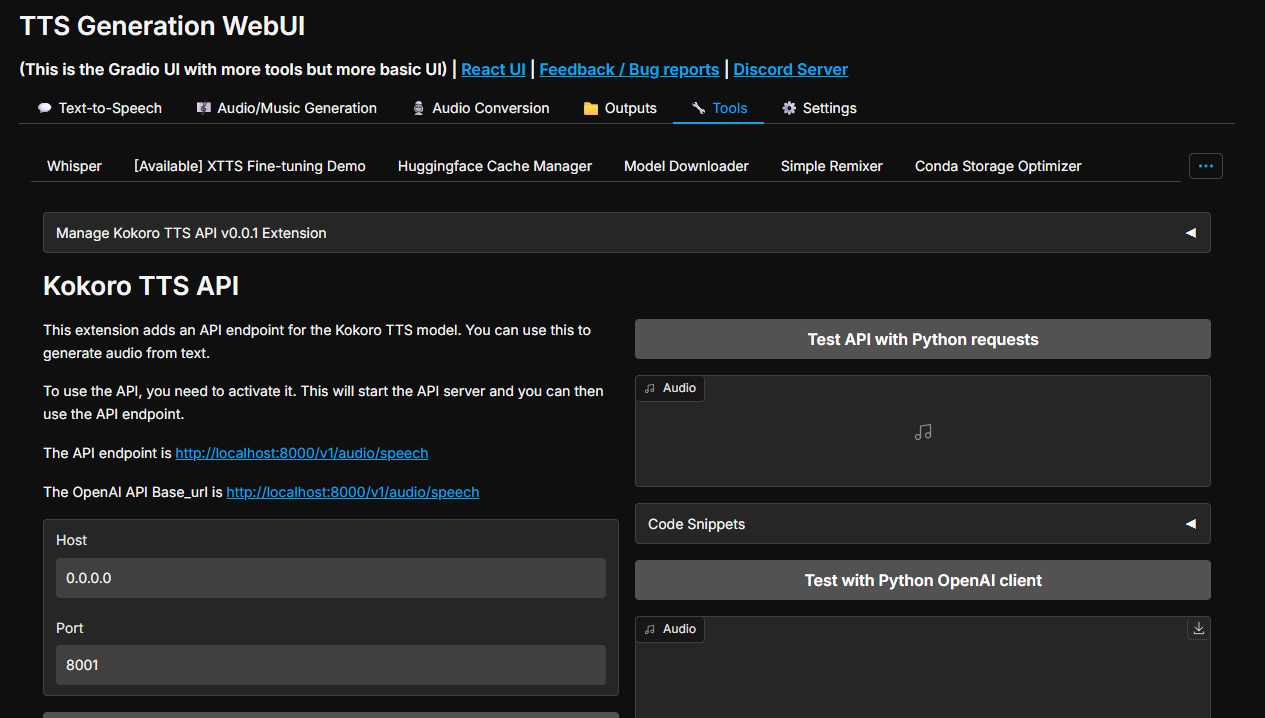 TTS Generation WebUI
(This is the Gradio UI with more tools but more basic UI) | React UI | Feedback / Bug reports | Discord Server
Text-to-Speech Audio/Music Generation Audio Conversion Outputs Tools Settings
Whisper [Available] XTTS Fine-tuning Demo Huggingface Cache Manager Model Downloader Simple Remixer Conda Storage Optimizer
Manage Kokoro TTS API v0.0.1 Extension
Kokoro TTS API
This extension adds an API endpoint for the Kokoro TTS model. You can use this to
generate audio from text.
To use the API, you need to activate it. This will start the API server and you can then
use the API endpoint.
The API endpoint is http://localhost:8000/v1/audio/speech
The OpenAI API Base_url is http://localhost:8000/v1/audio/speech
Host
0.0.0.0
Port
8001
Test API with Python requests
Audio
Code Snippets
Test with Python OpenAI client
Audio